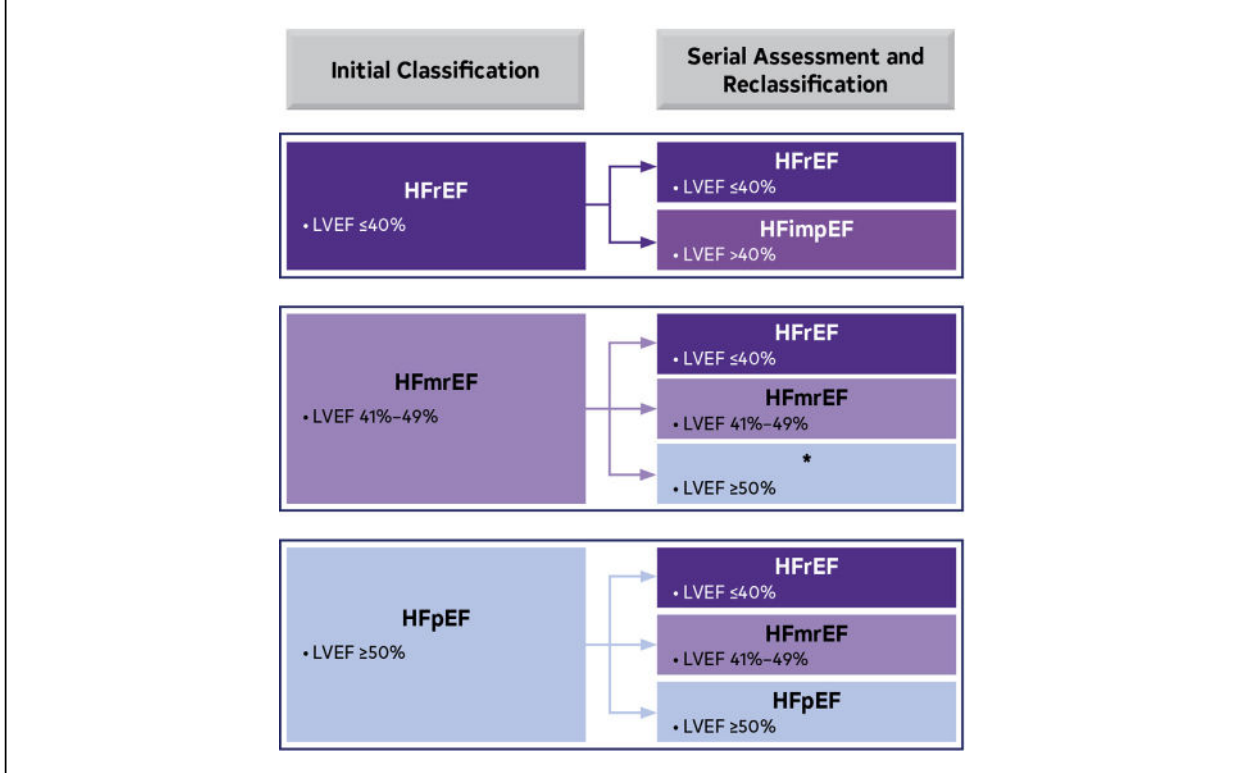 Initial Classification
Serial Assessment and
Reclassification
HFrEF
• LVEF ≤40%
HFrEF
• LVEF ≤40%
HFimpEF
• LVEF >40%
HFmrEF
• LVEF 41%–49%
HFrEF
• LVEF ≤40%
HFmrEF
• LVEF 41%–49%
*
• LVEF ≥50%
HFpEF
• LVEF ≥50%
HFrEF
• LVEF ≤40%
HFmrEF
• LVEF 41%–49%
HFpEF
• LVEF ≥50%